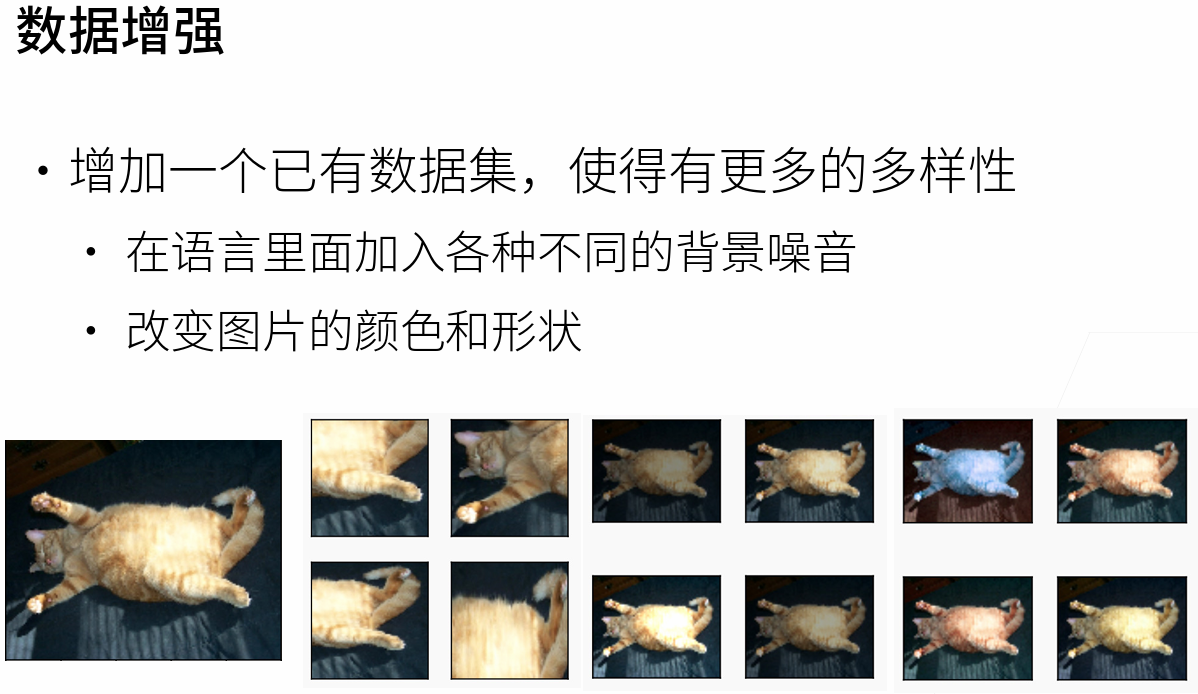 数据增强
• 增加一个已有数据集，使得有更多的多样性
• 在语言里面加入各种不同的背景噪音
• 改变图片的颜色和形状